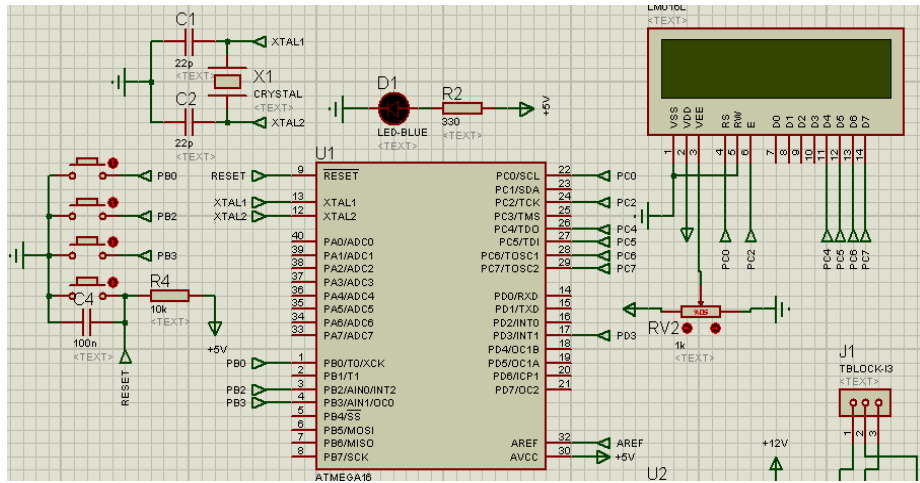 C1
22p
<TEXT>
XTAL1
X1
CRYSTAL
<TEXT>
C2
22p
<TEXT>
XTAL2
D1
LED-BLUE
<TEXT>
R2
330
<TEXT>
+5V
LM016L
<TEXT>
VSS
VDD
VEE
RS
RW
E
D0
D1
D2
D3
D4
D5
D6
D7
1
2
3
4
5
6
7
8
9
10
11
12
13
14
PC0
PC2
PC4
PC5
PC6
PC7
PB0
PB2
PB3
R4
10k
<TEXT>
+5V
C4
100n
<TEXT>
RESET
U1
RESET
9
RESET
XTAL1
13
XTAL1
XTAL2
12
XTAL2
40
PA0/ADC0
39
PA1/ADC1
38
PA2/ADC2
37
PA3/ADC3
36
PA4/ADC4
35
PA5/ADC5
34
PA6/ADC6
33
PA7/ADC7
PB0
1
PB0/T0/XCK
2
PB1/T1
PB2
3
PB2/AIN0/INT2
PB3
4
PB3/AIN1/OC0
5
PB4/SS
6
PB5/MOSI
7
PB6/MISO
8
PB7/SCK
PC0/SCL
22
PC0
PC1/SDA
23
PC2/TCK
24
PC2
PC3/TMS
25
PC4/TDO
26
PC4
PC5/TDI
27
PC5
PC6/TOSC1
28
PC6
PC7/TOSC2
29
PC7
PD0/RXD
14
PD1/TXD
15
PD2/INT0
16
PD3/INT1
17
PD3
PD4/OC1B
18
PD5/OC1A
19
PD6/ICP1
20
PD7/OC2
21
AREF
32
AREF
AVCC
30
+5V
ATMEGA16
RV2
1k
<TEXT>
J1
TBLOCK-I3
<TEXT>
1
2
3
+12V
U2